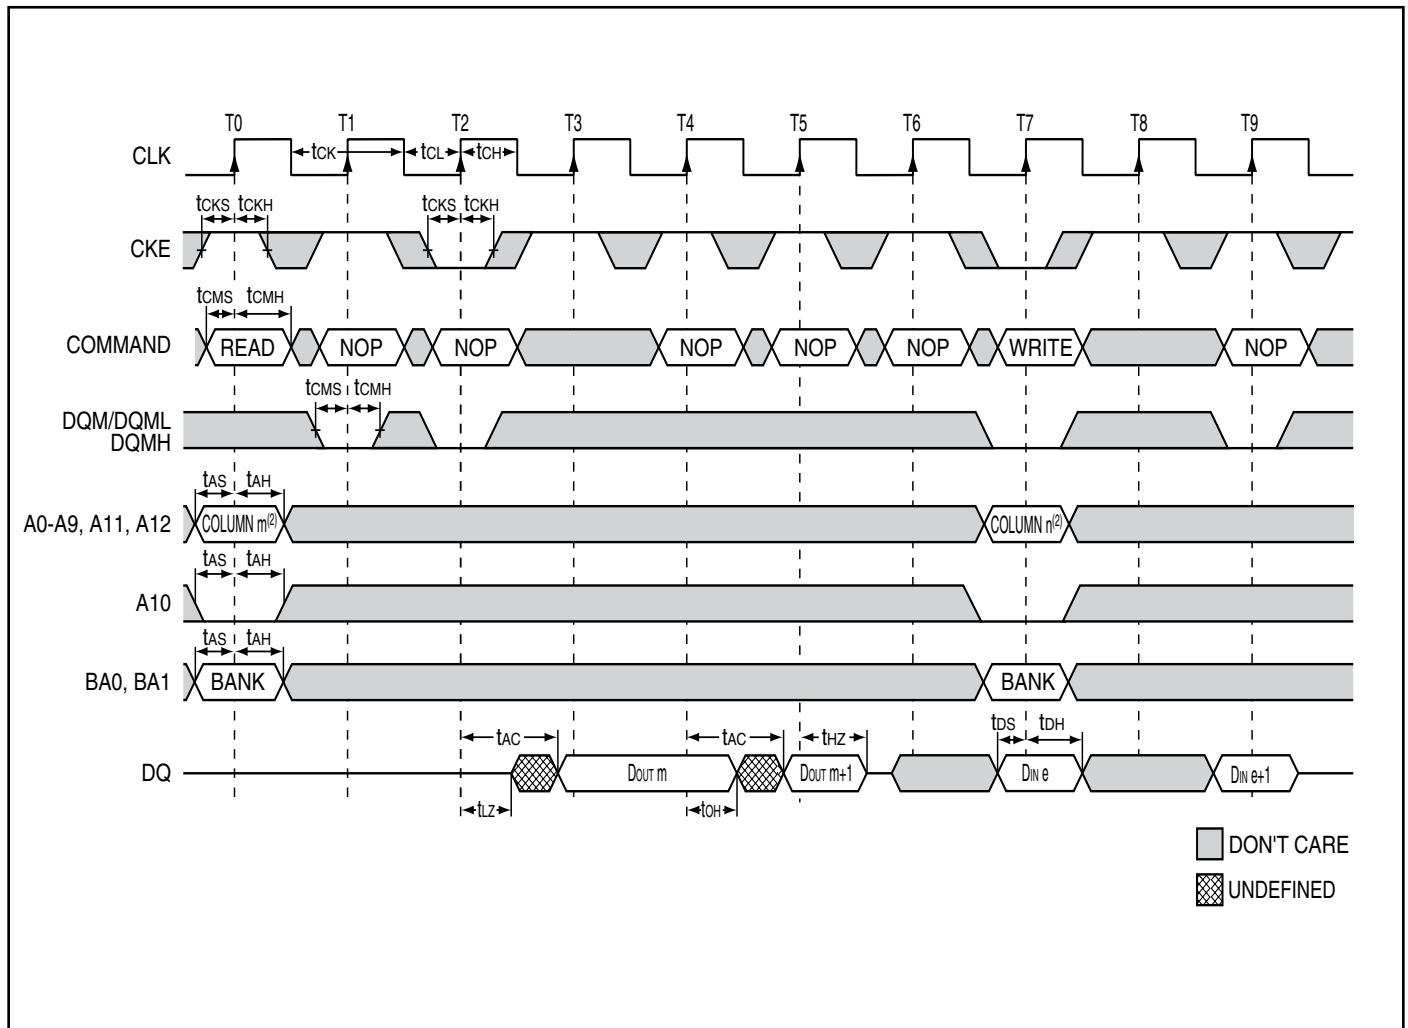 T0 T1 T2 T3 T4 T5 T6 T7 T8 T9
CLK tCK tCL tCH
tCKS tCKH tCKS tCKH
CKE
tCMS tCMH
COMMAND READ NOP NOP NOP NOP NOP WRITE NOP
tCMS tCMH
DQM/DQML
DQMH
tAS tAH
A0-A9, A11, A12 COLUMN m(2) COLUMN n(2)
tAS tAH
A10
tAS tAH
BA0, BA1 BANK BANK
tAC tAC tHZ tDS tDH
DQ DOUT m DOUT m+1 DIN e DIN e+1
tLZ tOH
DON'T CARE
UNDEFINED